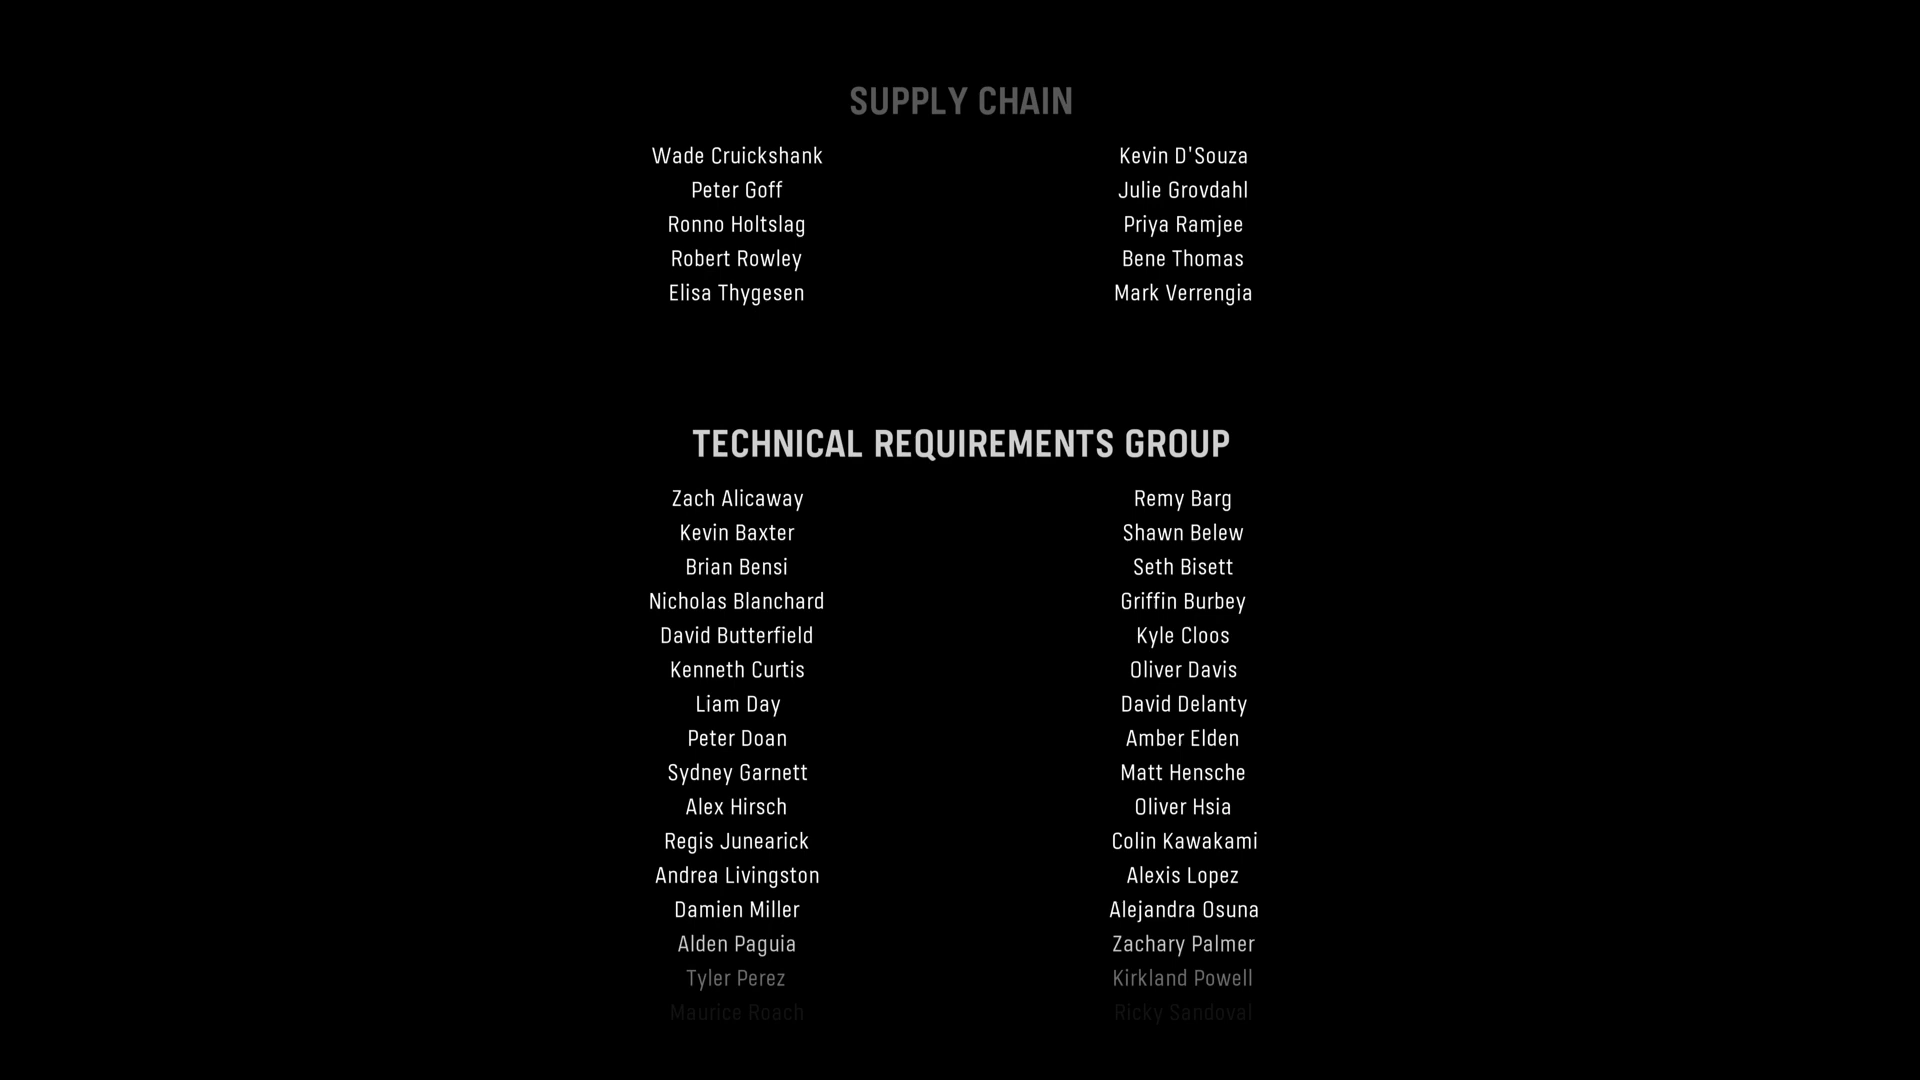 SUPPLY CHAIN
Wade Cruickshank Kevin D'Souza
Peter Goff Julie Grovdahl
Ronno Holtslag Priya Ramjee
Robert Rowley Bene Thomas
Elisa Thygesen Mark Verrengia
TECHNICAL REQUIREMENTS GROUP
Zach Alicaway Remy Barg
Kevin Baxter Shawn Belew
Brian Bensi Seth Bisett
Nicholas Blanchard Griffin Burbey
David Butterfield Kyle Cloos
Kenneth Curtis Oliver Davis
Liam Day David Delanty
Peter Doan Amber Elden
Sydney Garnett Matt Hensche
Alex Hirsch Oliver Hsia
Regis Junearick Colin Kawakami
Andrea Livingston Alexis Lopez
Damien Miller Alejandra Osuna
Alden Paguia Zachary Palmer
Tyler Perez Kirkland Powell
Maurice Roach Ricky Sandoval